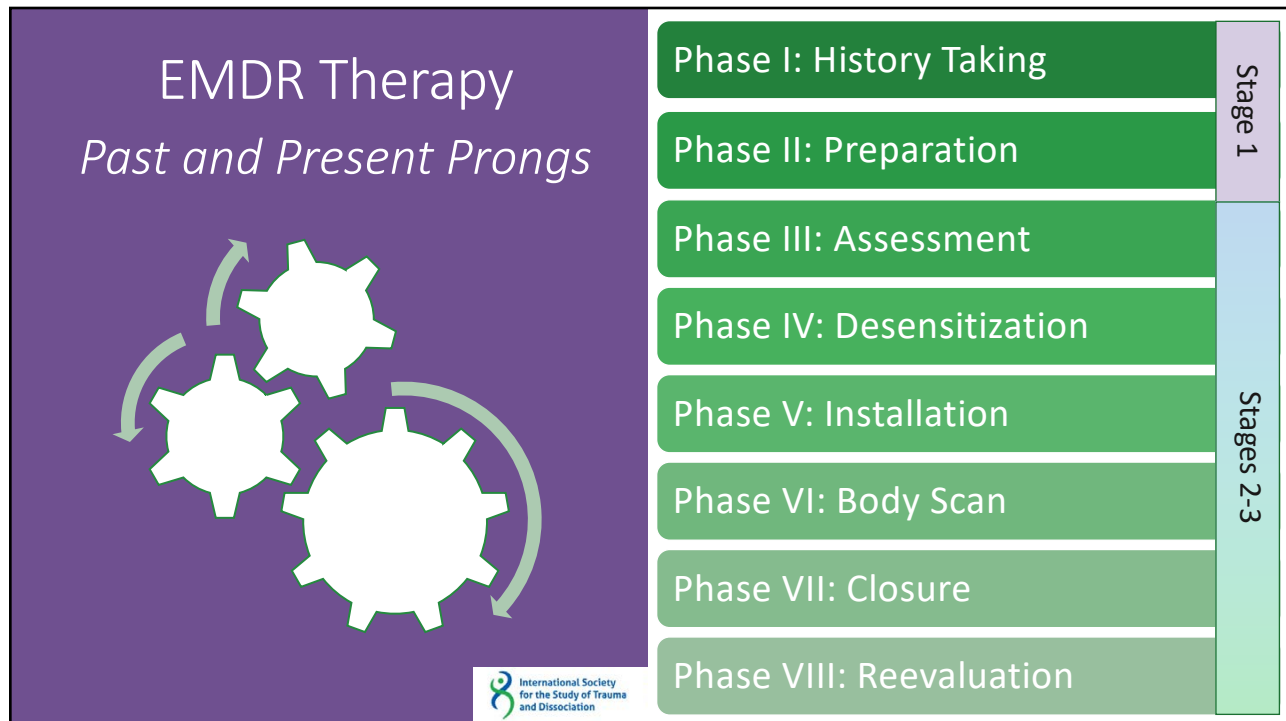 EMDR Therapy
Past and Present Prongs
International Society
for the Study of Trauma
and Dissociation
Phase I: History Taking
Phase II: Preparation
Phase III: Assessment
Phase IV: Desensitization
Phase V: Installation
Phase VI: Body Scan
Phase VII: Closure
Phase VIII: Reevaluation
Stage 1
Stages 2-3